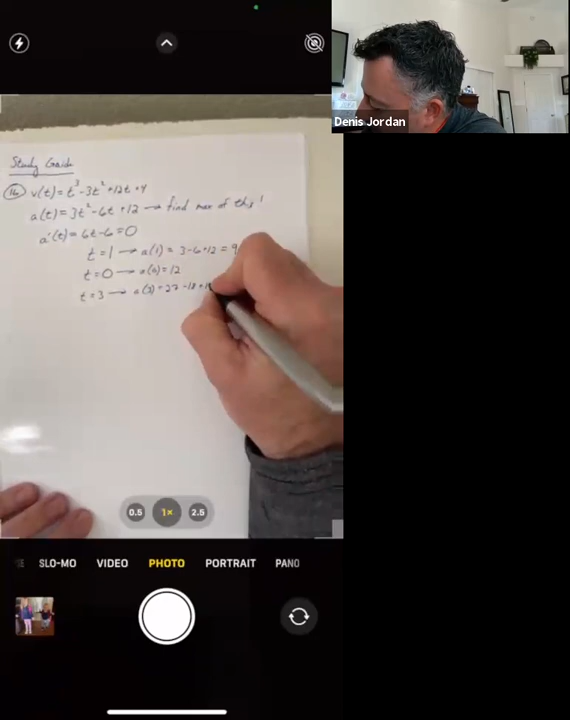 Denis Jordan
Study Guide
16 v(t) = t³ - 3t² + 12t + 4
a(t) = 3t² - 6t + 12 → find max of this!
a'(t) = 6t - 6 = 0
t = 1 → a(1) = 3 - 6 + 12 = 9
t = 0 → a(0) = 12
t = 3 → a(3) = 27 - 18 + 1
0.5 1× 2.5
SLO-MO VIDEO PHOTO PORTRAIT PANO